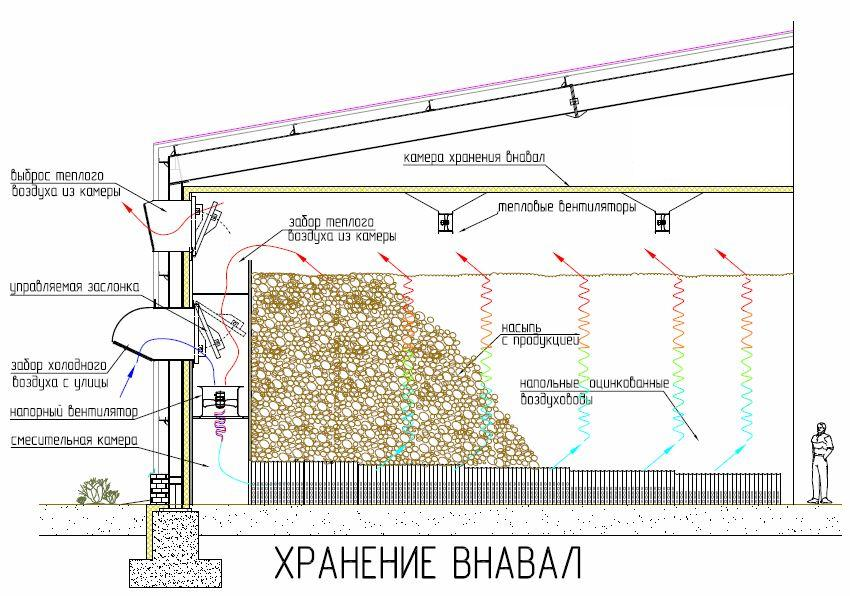 камера хранения внавал
выброс теплого
воздуха из камеры
тепловые вентиляторы
забор теплого
воздуха из камеры
управляемая заслонка
насыпь
с продукцией
забор холодного
воздуха с улицы
напольные оцинкованные
воздуховоды
напорный вентилятор
смесительная камера
ХРАНЕНИЕ ВНАВАЛ